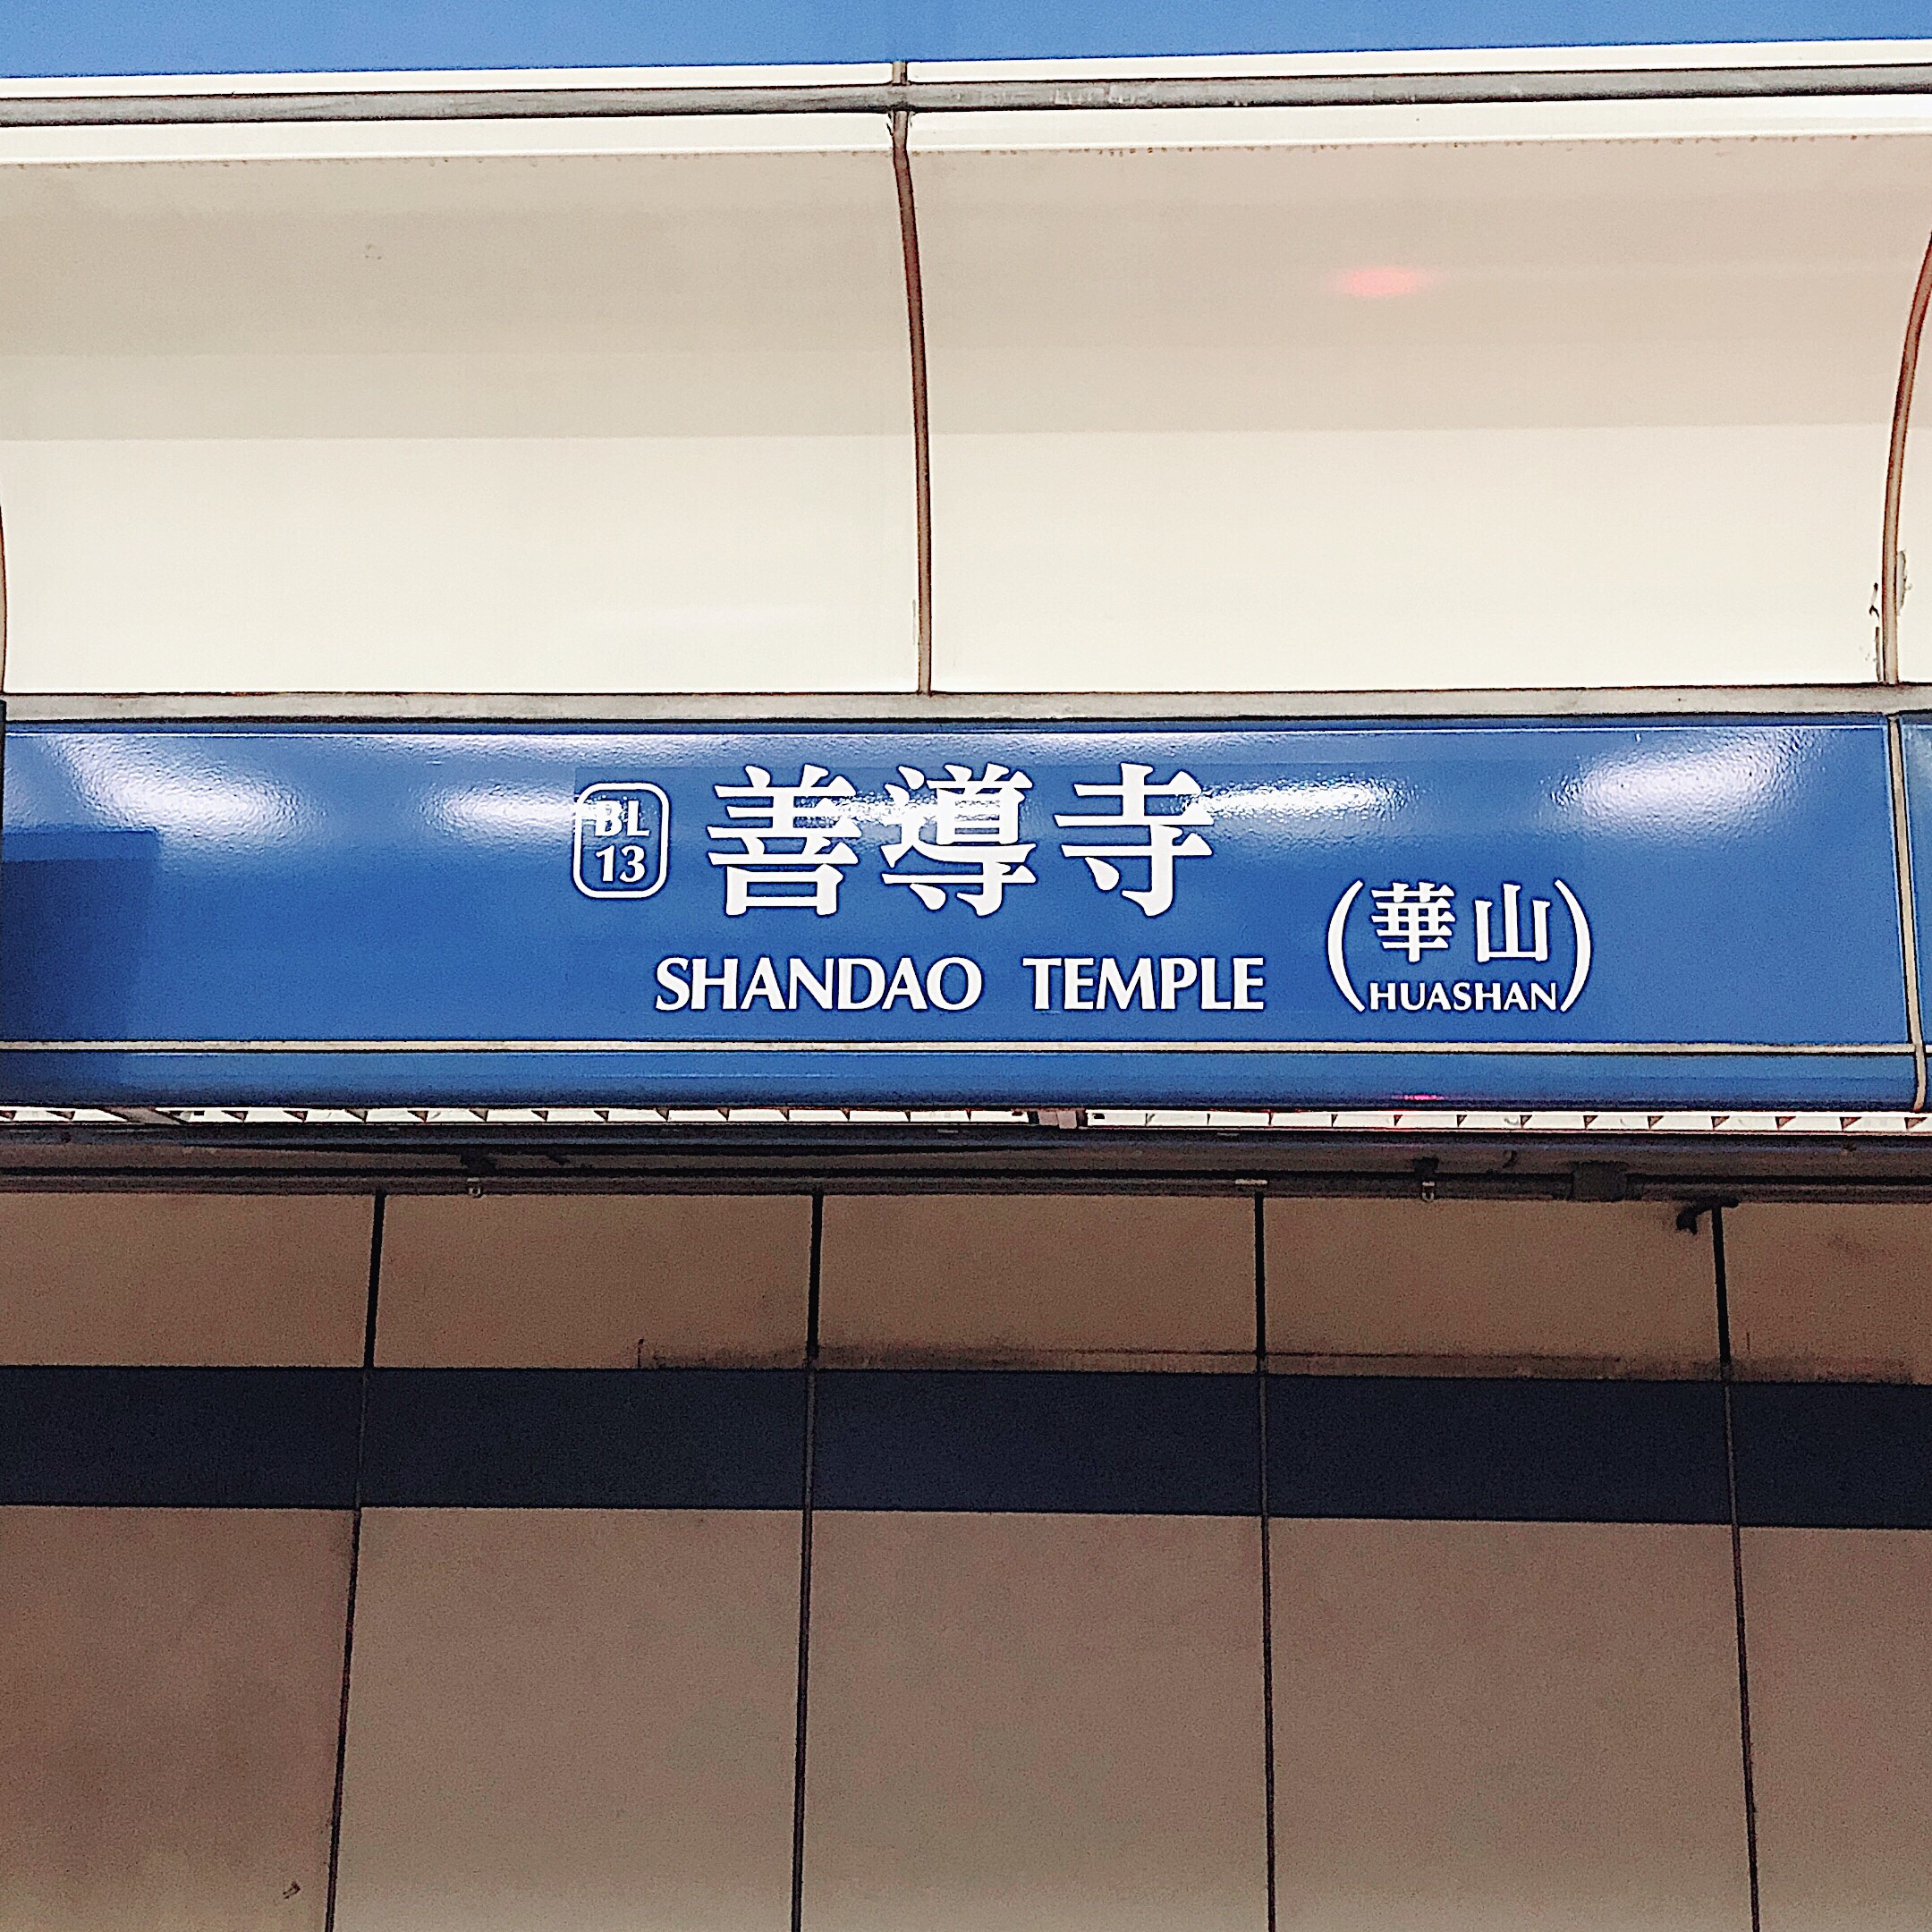 BL
13
善導寺
SHANDAO TEMPLE
(華山
HUASHAN)